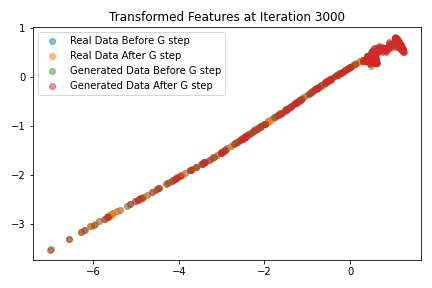 Transformed Features at Iteration 3000
Real Data Before G step
Real Data After G step
Generated Data Before G step
Generated Data After G step
1
0
−1
−2
−3
−6
−4
−2
0